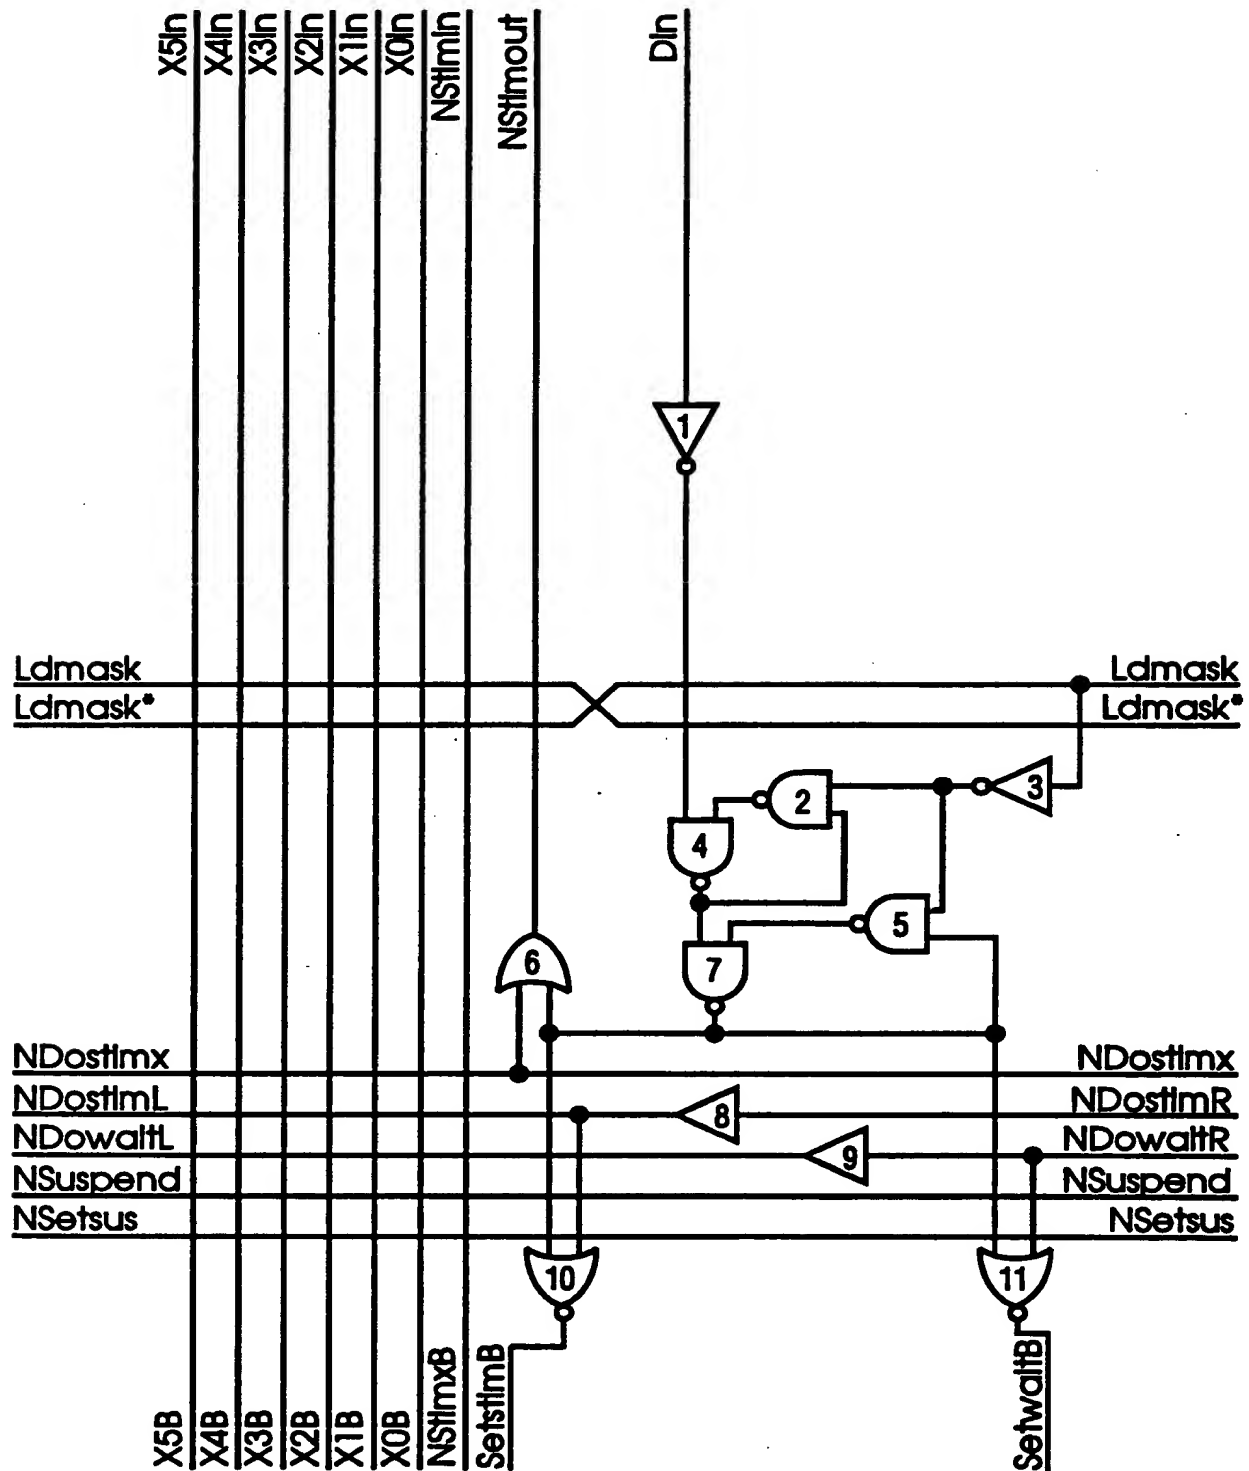 X5In
X4In
X3In
X2In
X1In
X0In
NStImIn
NStImout
DIn
1
Ldmask
Ldmask
Ldmask*
Ldmask*
2
3
4
5
6
7
NDostImx
NDostImx
NDostImL
8
NDostImR
NDowaItL
9
NDowaItR
NSuspend
NSuspend
NSetsus
NSetsus
10
11
X5B
X4B
X3B
X2B
X1B
X0B
NStImxB
SetstImB
SetwaItB